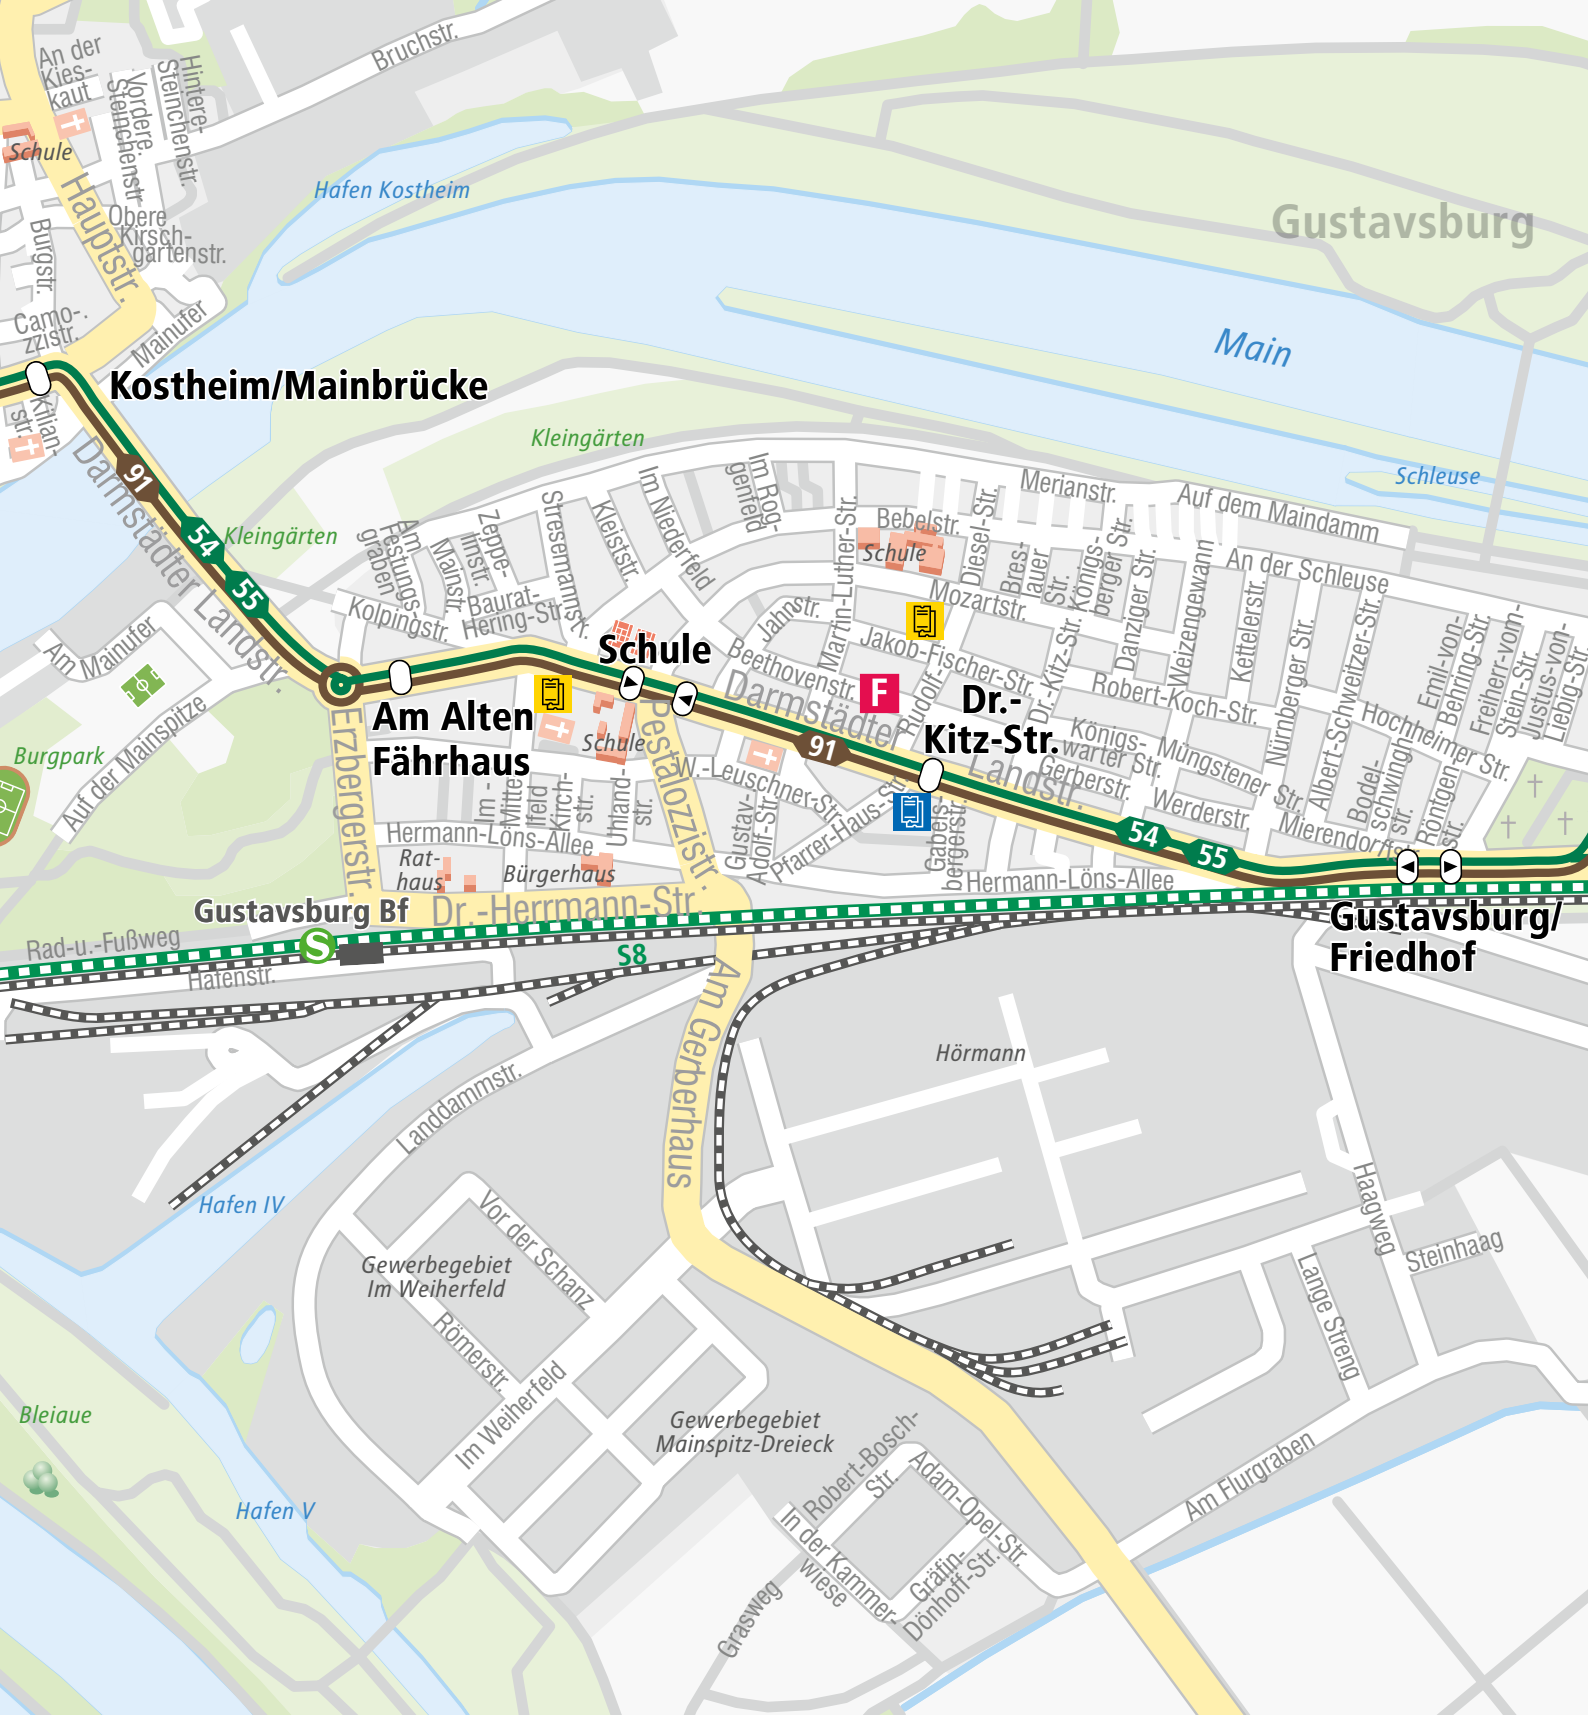 An der
Kies-
kaut
Vordere
Steinchenstr.
Hintere-
Steinchenstr.
Bruchstr.
Schule
Hauptstr.
Obere
Kirsch-
gartenstr.
Burgstr.
Camo-
zzistr.
Mainufer
Hafen Kostheim
Gustavsburg
Main
Schleuse
Kostheim/Mainbrücke
Kilian-
str.
Darmstädter Landstr.
91
54
55
Kleingärten
Kleingärten
Am
Festungs-
graben
Mainstr.
Zeppe-
linstr.
Stresemannstr.
Kleiststr.
Im Niederfeld
Im Rog-
genfeld
Kolpingstr.
Baurat-
Hering-Str.
Jahnstr.
Martin-Luther-Str.
Bebelstr.
Schule
Diesel-Str.
Rudolf-
Merianstr.
Auf dem Maindamm
An der Schleuse
Bres-
lauer
Str.
Königs-
berger Str.
Danziger Str.
Weizengewann
Kettelerstr.
Mozartstr.
Jakob-Fischer-Str.
Beethovenstr.
Dr.-Kitz-Str.
Robert-Koch-Str.
Nürnberger Str.
Albert-Schweitzer-Str.
Emil-von-
Behring-Str.
Freiherr-vom-
Stein-Str.
Justus-von-
Liebig-Str.
Hochheimer Str.
Am Mainufer
Auf der Mainspitze
Burgpark
Schule
Am Alten
Fährhaus
Schule
F
Dr.-
Kitz-Str.
Darmstädter
Landstr.
91
Königs-
warter Str.
Gerberstr.
Müngstener Str.
Werderstr.
Mierendorffstr.
Bodel-
schwingh-
str.
Röntgen-
str.
54
55
Erzbergerstr.
Im
Mittel-
feld
Kirch-
str.
Uhland-
str.
Pestalozzistr.
W.-Leuschner-Str.
Gustav-
Adolf-Str.
Pfarrer-Haus-Str.
Gabels-
bergerstr.
Hermann-Löns-Allee
Rat-
haus
Bürgerhaus
Hermann-Löns-Allee
Gustavsburg Bf
Dr.-Herrmann-Str.
S
S8
Gustavsburg/
Friedhof
Rad-u.-Fußweg
Hafenstr.
Am Gerberhaus
Landdammstr.
Hörmann
Hafen IV
Gewerbegebiet
Im Weiherfeld
Vor der Schanz
Römerstr.
Im Weiherfeld
Haagweg
Steinhaag
Lange Streng
Bleiaue
Hafen V
Gewerbegebiet
Mainspitz-Dreieck
Robert-Bosch-
Str.
Adam-Opel-Str.
In der Kammer-
wiese
Gräfin-
Dönhoff-Str.
Grasweg
Am Flurgraben